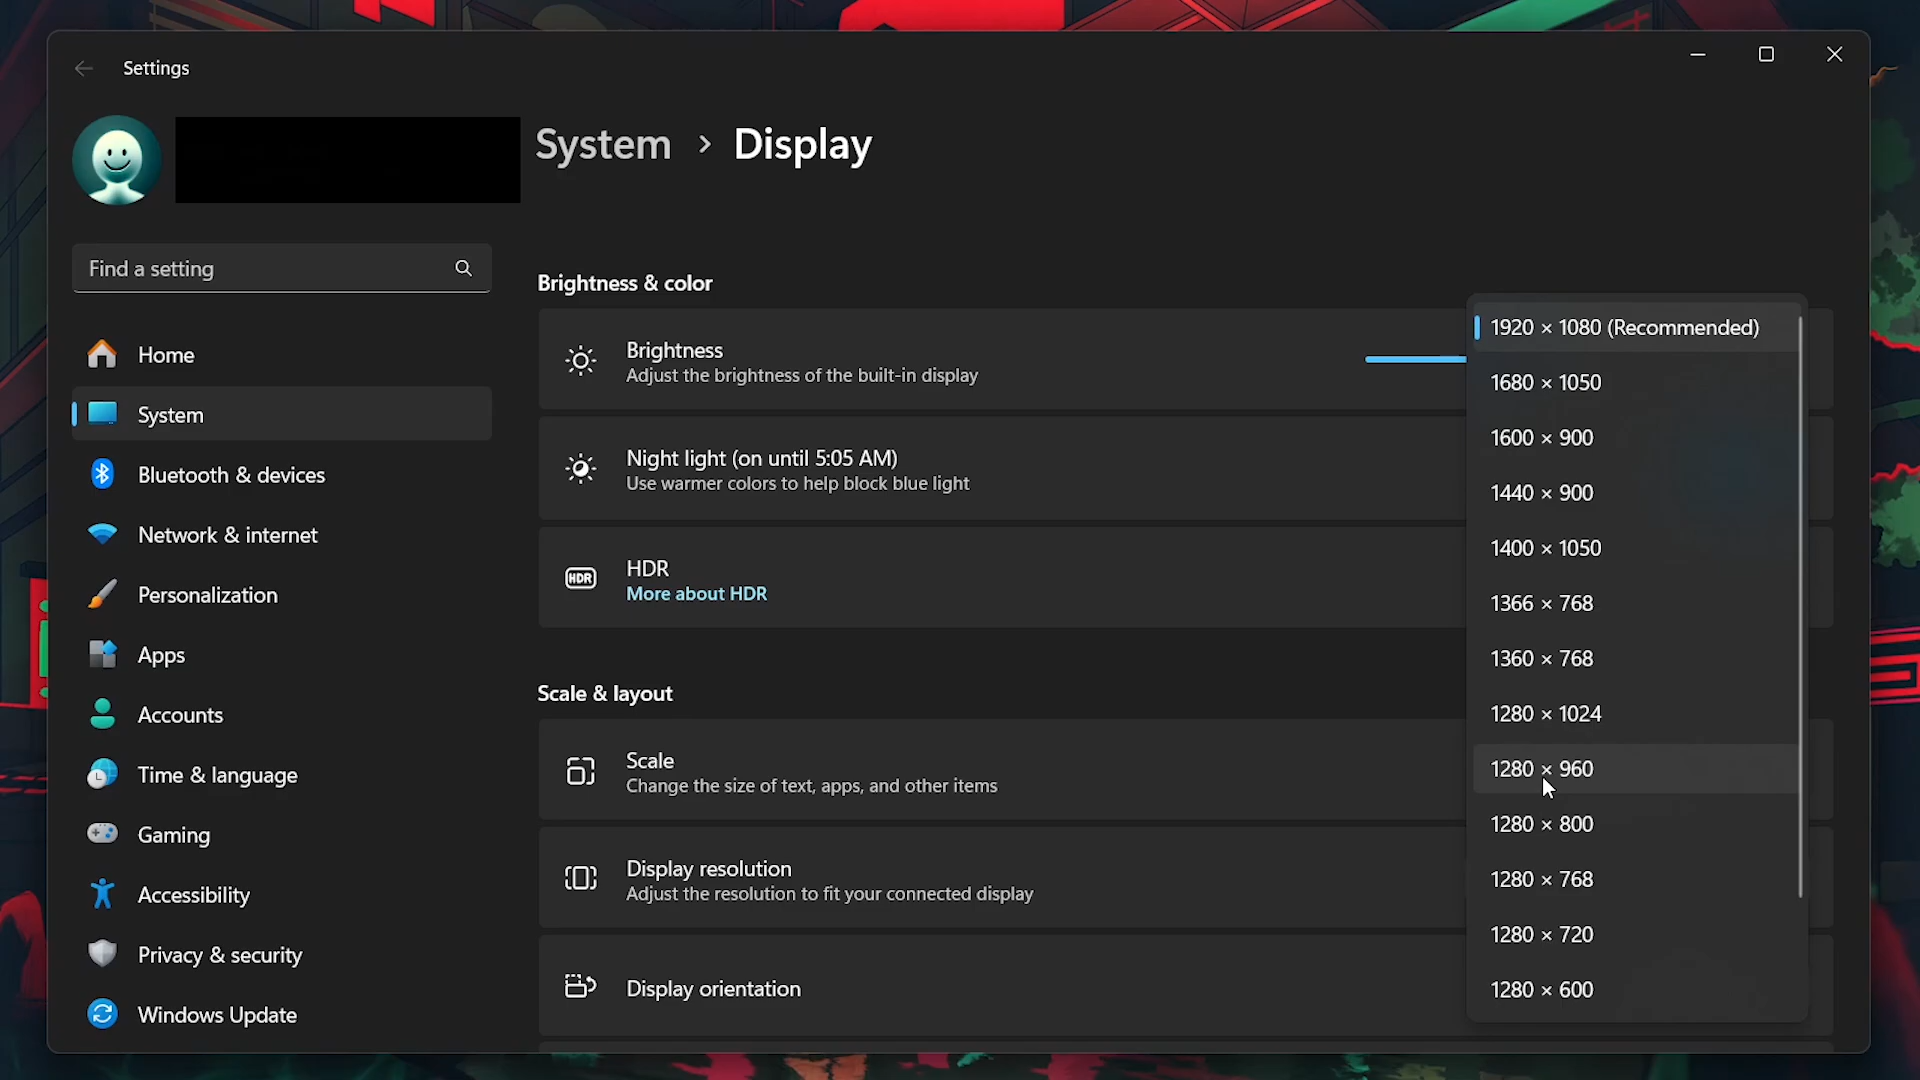 Settings
System > Display
Find a setting
Home
System
Bluetooth & devices
Network & internet
Personalization
Apps
Accounts
Time & language
Gaming
Accessibility
Privacy & security
Windows Update
Brightness & color
Brightness
Adjust the brightness of the built-in display
Night light (on until 5:05 AM)
Use warmer colors to help block blue light
HDR
HDR
More about HDR
Scale & layout
Scale
Change the size of text, apps, and other items
Display resolution
Adjust the resolution to fit your connected display
Display orientation
1920 × 1080 (Recommended)
1680 × 1050
1600 × 900
1440 × 900
1400 × 1050
1366 × 768
1360 × 768
1280 × 1024
1280 × 960
1280 × 800
1280 × 768
1280 × 720
1280 × 600